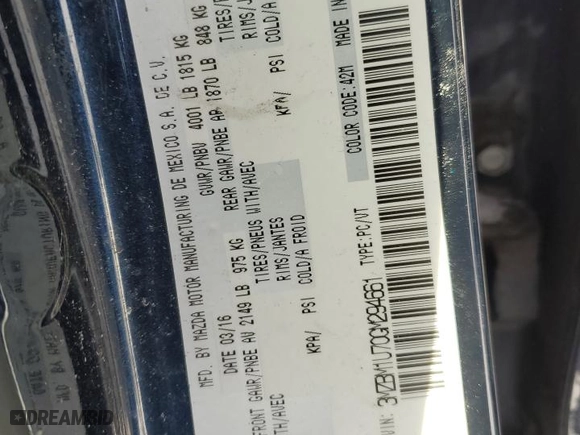 MFD. BY MAZDA MOTOR MANUFACTURING DE MEXICO S.A. DE C.V.
DATE 03/16 GVWR/PNBV 4001 LB 1815 KG
FRONT GAWR/PNBE AV 2149 LB 975 KG REAR GAWR/PNBE AR 1870 LB 848 KG
TIRES/PNEUS WITH/AVEC
RIMS/JANTES
KPA/ PSI COLD/A FROID
WITH/AVEC
TIRES/
RIMS/
KPA/ PSI COLD/A
COLOR CODE:42M MADE IN
VIN: 3MZBM1U70GM294661 TYPE:PC/VT
DREAMRID